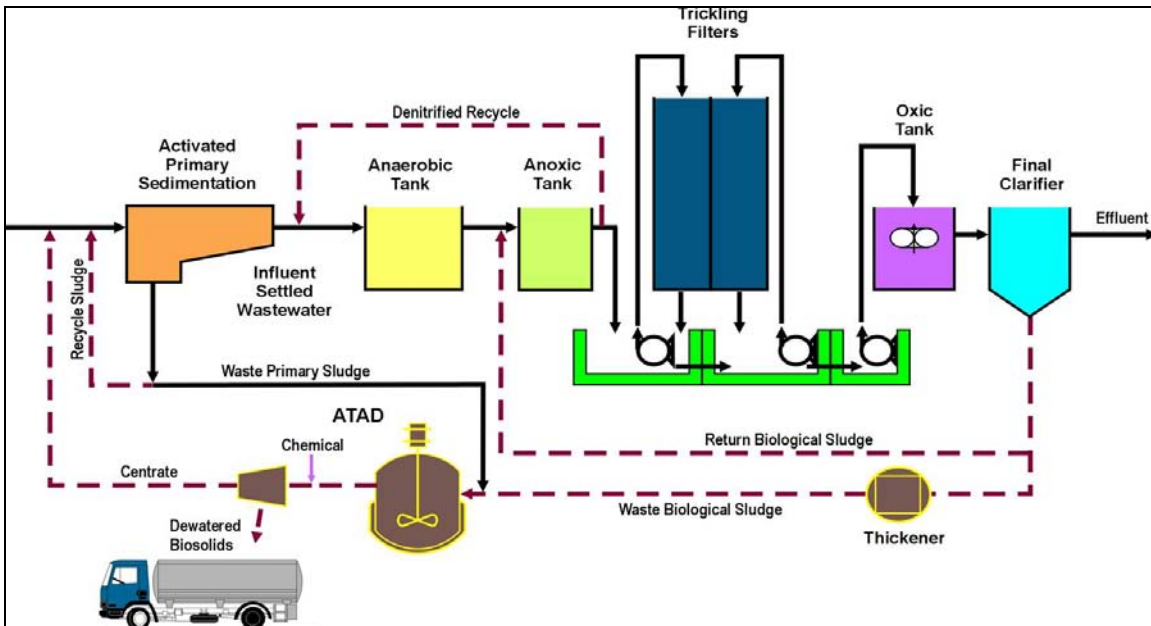 Trickling
Filters
Denitrified Recycle
Oxic
Tank
Activated
Primary
Sedimentation
Anaerobic
Tank
Anoxic
Tank
Final
Clarifier
Effluent
Influent
Settled
Wastewater
Recycle Sludge
Waste Primary Sludge
ATAD
Chemical
Return Biological Sludge
Centrate
Waste Biological Sludge
Thickener
Dewatered
Biosolids